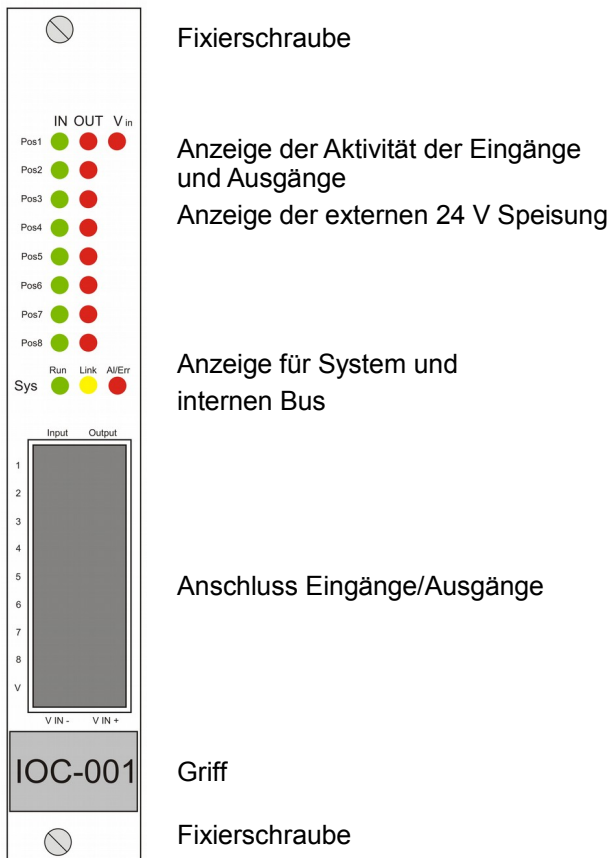 Fixierschraube
IN OUT V in
Pos1
Anzeige der Aktivität der Eingänge
und Ausgänge
Pos2
Pos3
Anzeige der externen 24 V Speisung
Pos4
Pos5
Pos6
Pos7
Pos8
Anzeige für System und
internen Bus
Run Link Al/Err
Sys
Input Output
1
2
3
4
5
6
7
8
V
Anschluss Eingänge/Ausgänge
V IN - V IN +
IOC-001
Griff
Fixierschraube